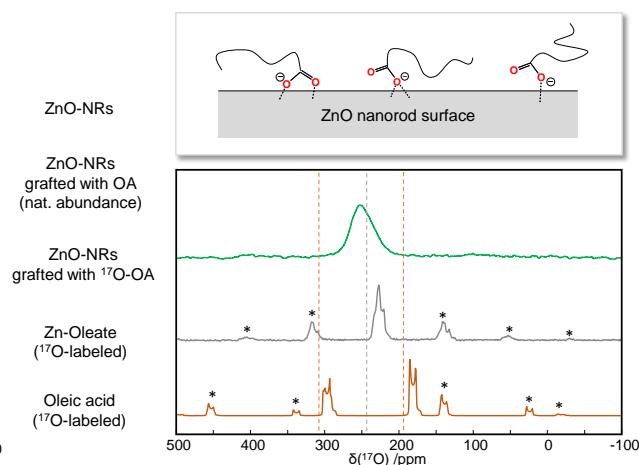 O
O
O
O
O
O
ZnO-NRs
ZnO nanorod surface
ZnO-NRs
grafted with OA
(nat. abundance)
ZnO-NRs
grafted with ¹⁷O-OA
*
*
*
*
*
Zn-Oleate
(¹⁷O-labeled)
*
*
*
*
*
Oleic acid
(¹⁷O-labeled)
500
400
300
200
100
0
-100
δ(¹⁷O) /ppm